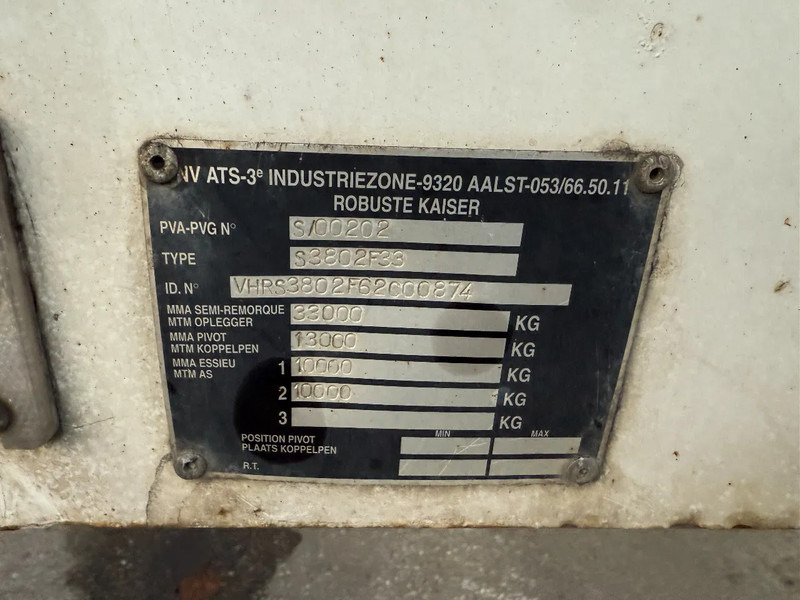 NV ATS-3e INDUSTRIEZONE-9320 AALST-053/66.50.11
ROBUSTE KAISER
PVA-PVG N° S/00202
TYPE S3802F33
ID. N° VHRS3802F62C00874
MMA SEMI-REMORQUE
MTM OPLEGGER 33000 KG
MMA PIVOT
MTM KOPPELPEN 13000 KG
MMA ESSIEU
MTM AS 1 10000 KG
2 10000 KG
3 KG
MIN MAX
POSITION PIVOT
PLAATS KOPPELPEN
R.T.